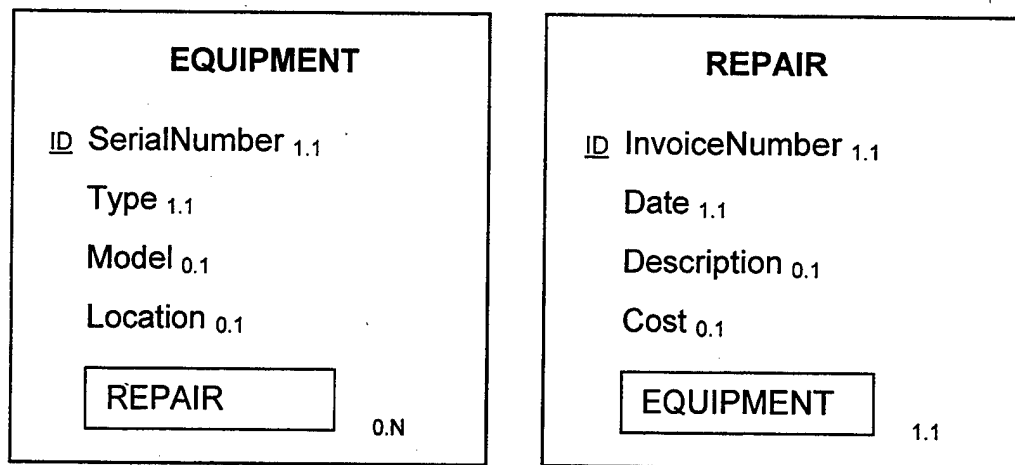 EQUIPMENT
ID SerialNumber 1.1
Type 1.1
Model 0.1
Location 0.1
REPAIR
0.N
REPAIR
ID InvoiceNumber 1.1
Date 1.1
Description 0.1
Cost 0.1
EQUIPMENT
1.1